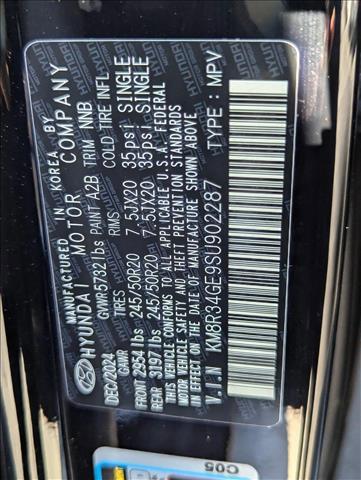 MANUFACTURED IN KOREA BY
HYUNDAI MOTOR COMPANY
DEC/2024 GVWR 5732 lbs PAINT A2B TRIM NNB
GAWR TIRES RIMS COLD TIRE INFL.
FRONT 2954 lbs 245/50R20 7.5JX20 35psi SINGLE
REAR 3197 lbs 245/50R20 7.5JX20 35psi SINGLE
THIS VEHICLE CONFORMS TO ALL APPLICABLE U.S.A. FEDERAL
MOTOR VEHICLE SAFETY AND THEFT PREVENTION STANDARDS
IN EFFECT ON THE DATE OF MANUFACTURE SHOWN ABOVE.
V.I.N KM8R34GE9SU902287 TYPE : MPV
C05